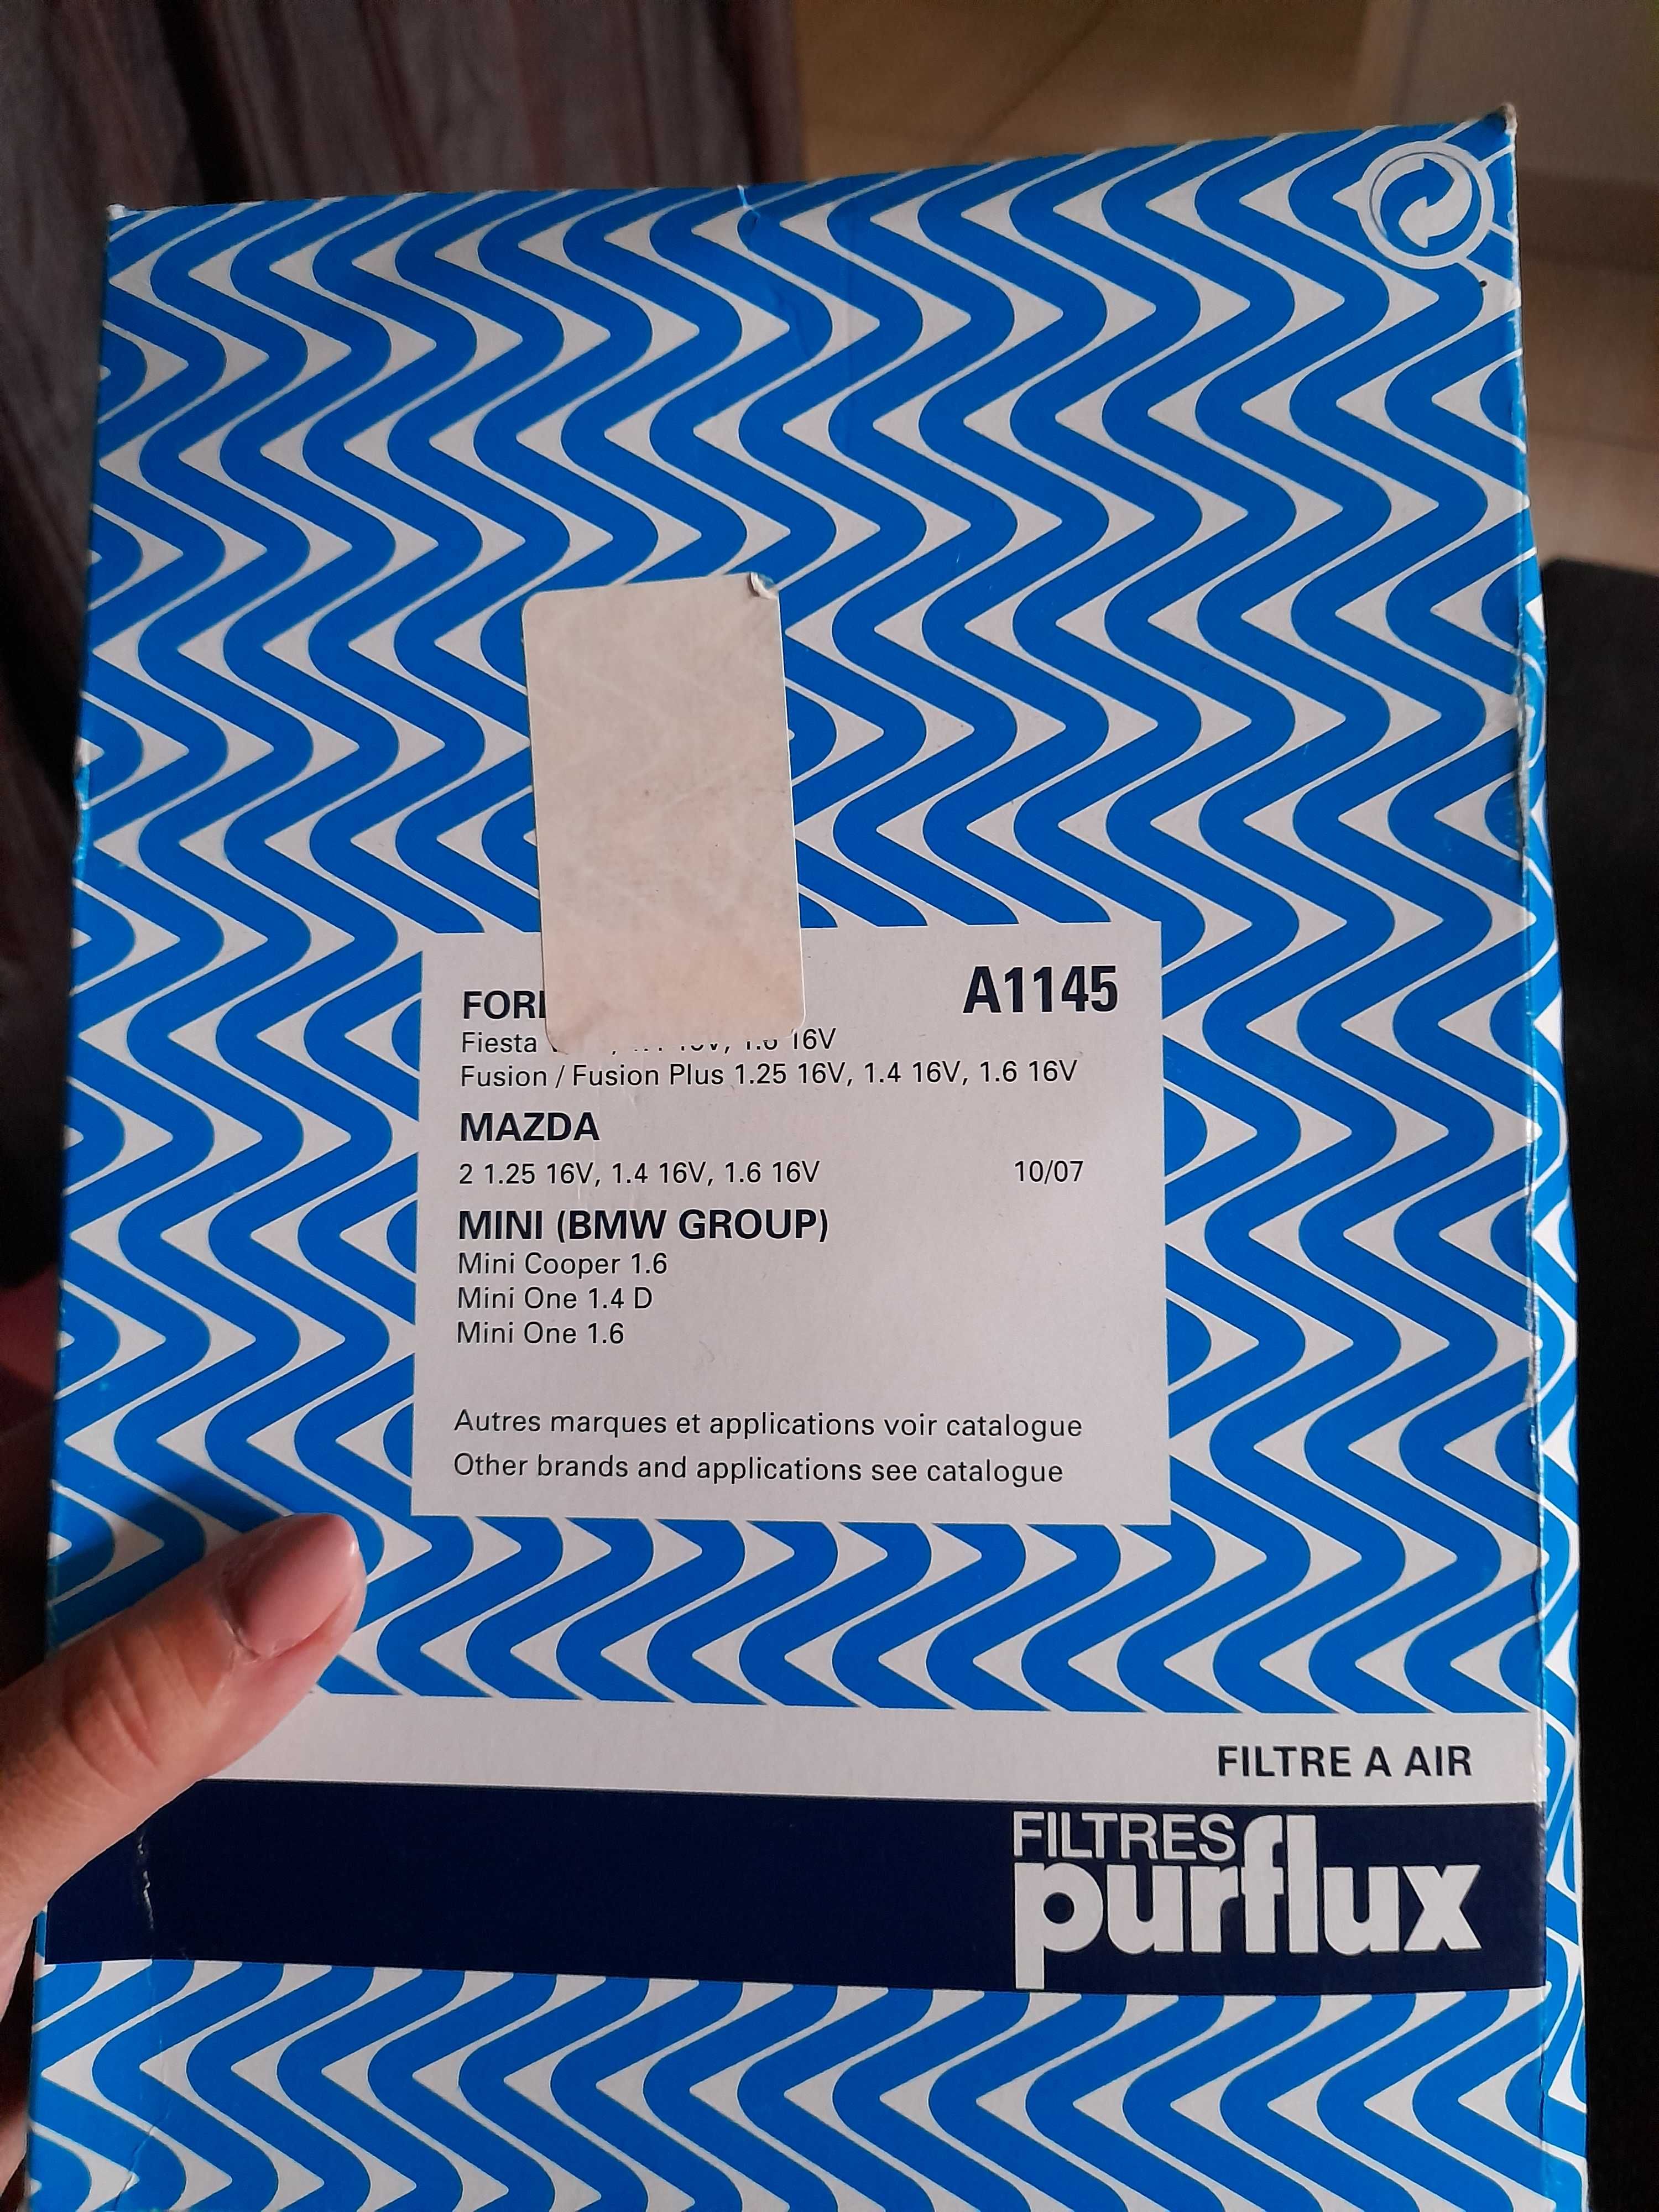 A1145
Fiesta 16V
Fusion / Fusion Plus 1.25 16V, 1.4 16V, 1.6 16V
MAZDA
2 1.25 16V, 1.4 16V, 1.6 16V 10/07
MINI (BMW GROUP)
Mini Cooper 1.6
Mini One 1.4 D
Mini One 1.6
Autres marques et applications voir catalogue
Other brands and applications see catalogue
FILTRE A AIR
FILTRES
purflux